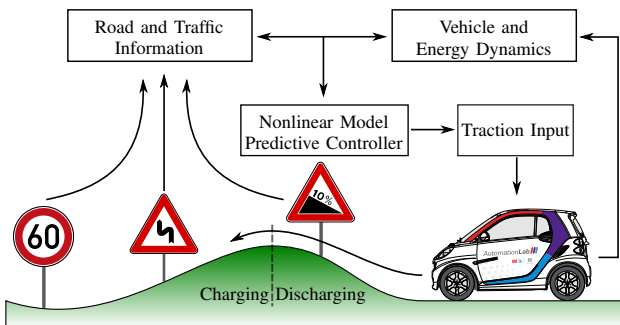 Road and Traffic
Information
Vehicle and
Energy Dynamics
Nonlinear Model
Predictive Controller
Traction Input
10%
60
AutomationLab
Charging Discharging